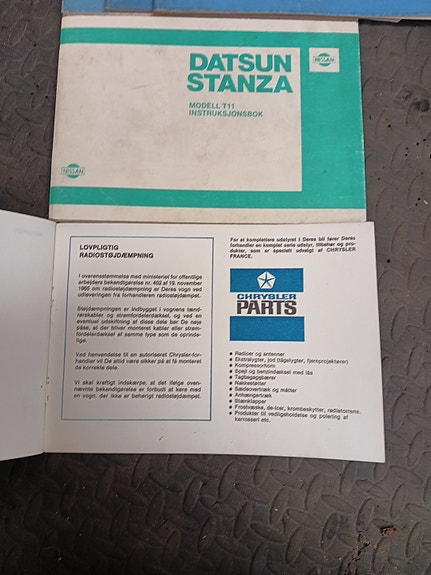 DATSUN
STANZA
NISSAN
MODELL T11
INSTRUKSJONSBOK
NISSAN
LOVPLIGTIG
RADIOSTØJDÆMPNING
I overensstemmelse med ministeriet for offentlige
arbejders bekendtgørelse nr. 402 af 19. november
1966 om radiostøjdæmpning er Deres vogn ved
udleveringen fra forhandleren radiostøjdæmpet.
Støjdæmpningen er indbygget i vognens tænd-
rørskabler og strømfordelerdæksel, og ved en
eventuel udskiftning af disse dele bør De nøje
påse, at der bliver monteret kabler eller strøm-
fordelerdæksel af samme type som de oprinde-
lige.
Ved henvendelse til en autoriseret Chrysler-for-
handler vil De altid være sikker på at få monteret
de korrekte dele.
Vi skal kraftigt indskærpe, at det ifølge oven-
nævnte bekendtgørelse er forbudt at køre med
en vogn, der ikke er behørigt radiostøjdæmpet.
For at komplettere udstyret i Deres bil fører Deres
forhandler en komplet serie udstyr, tilbehør og pro-
dukter, som er specielt udvalgt af CHRYSLER
FRANCE.
CHRYSLER
PARTS
● Radioer og antenner
● Ekstralygter, jod (tågelygter, fjernprojektører)
● Kompressorhorn
● Spejl og benzindæksel med lås
● Tagbagagebærer
● Nakkestøtter
● Sædeovertræk og måtter
● Anhængertræk
● Stænklapper
● Frostvæske, de-icer, krombeskytter, radiatorrens.
● Produkter til vedligeholdelse og polering af
karrosseri etc.